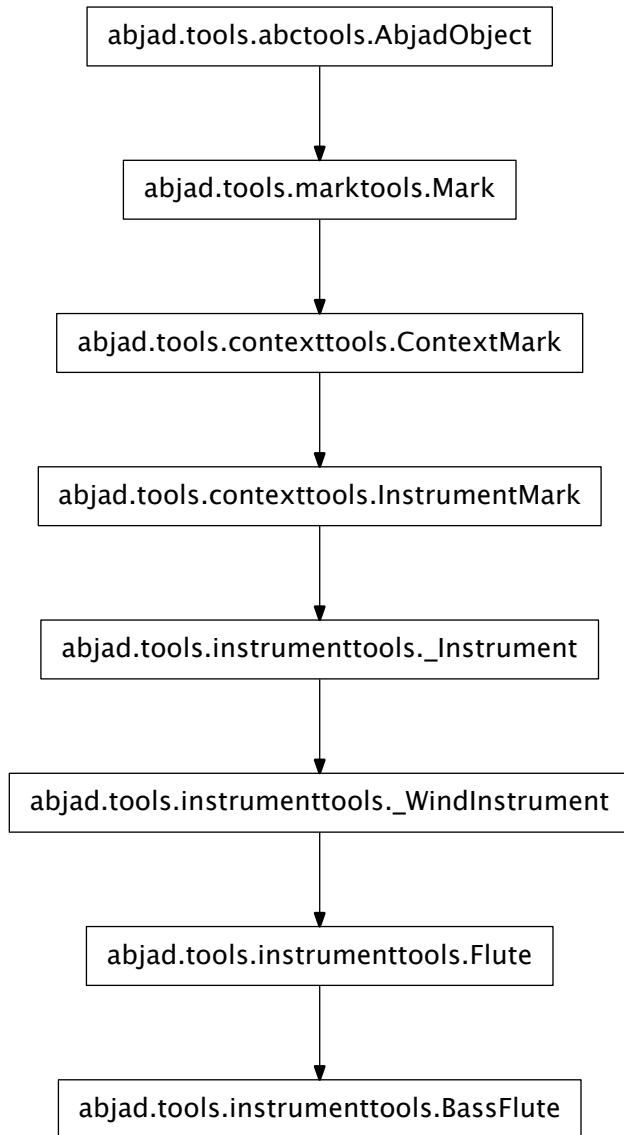 abjad.tools.abctools.AbjadObject
abjad.tools.marktools.Mark
abjad.tools.contexttools.ContextMark
abjad.tools.contexttools.InstrumentMark
abjad.tools.instrumenttools._Instrument
abjad.tools.instrumenttools._WindInstrument
abjad.tools.instrumenttools.Flute
abjad.tools.instrumenttools.BassFlute